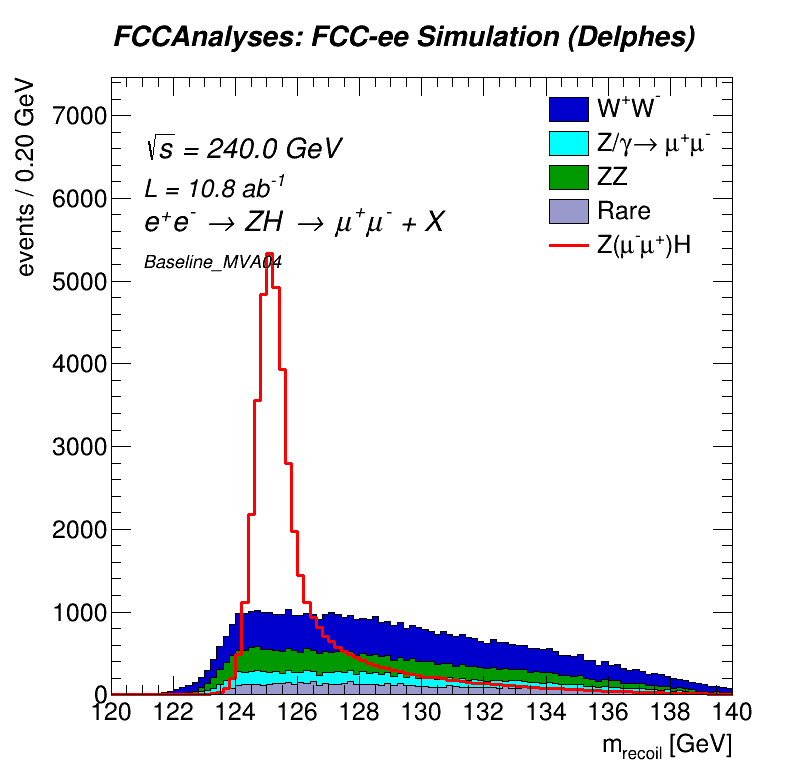 FCCAnalyses: FCC-ee Simulation (Delphes)
events / 0.20 GeV
√s = 240.0 GeV
L = 10.8 ab⁻¹
e⁺e⁻ → ZH → μ⁺μ⁻ + X
Baseline_MVA04
W⁺W⁻
Z/γ→ μ⁺μ⁻
ZZ
Rare
Z(μ⁻μ⁺)H
7000
6000
5000
4000
3000
2000
1000
0
120 122 124 126 128 130 132 134 136 138 140
m_recoil [GeV]